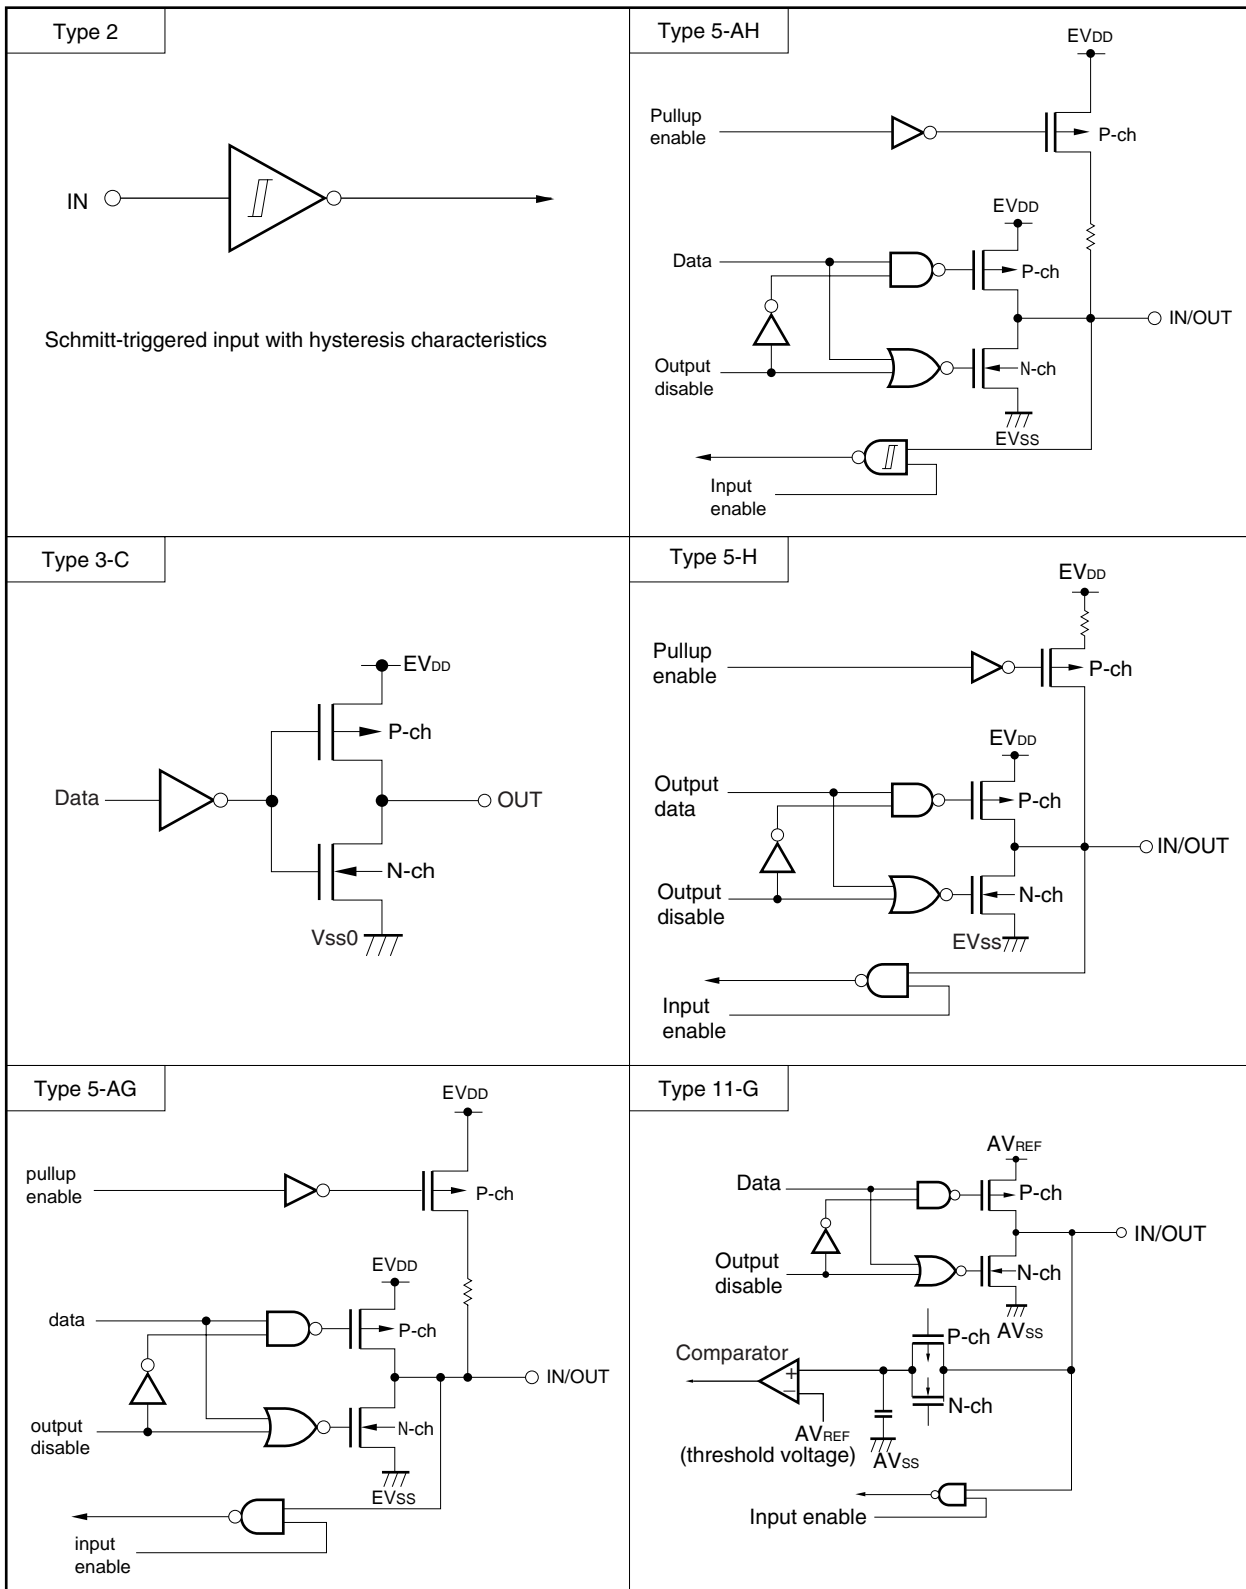 Type 2
IN
Schmitt-triggered input with hysteresis characteristics
Type 5-AH
EVDD
Pullup
enable
P-ch
EVDD
Data
P-ch
IN/OUT
Output
disable
N-ch
EVSS
Input
enable
Type 3-C
EVDD
P-ch
Data
OUT
N-ch
VSS0
Type 5-H
EVDD
Pullup
enable
P-ch
EVDD
Output
data
P-ch
IN/OUT
Output
disable
N-ch
EVSS
Input
enable
Type 5-AG
EVDD
pullup
enable
P-ch
EVDD
data
P-ch
IN/OUT
output
disable
N-ch
EVSS
input
enable
Type 11-G
AVREF
Data
P-ch
IN/OUT
Output
disable
N-ch
AVSS
P-ch
Comparator
+
−
N-ch
AVREF
(threshold voltage)
AVSS
Input enable